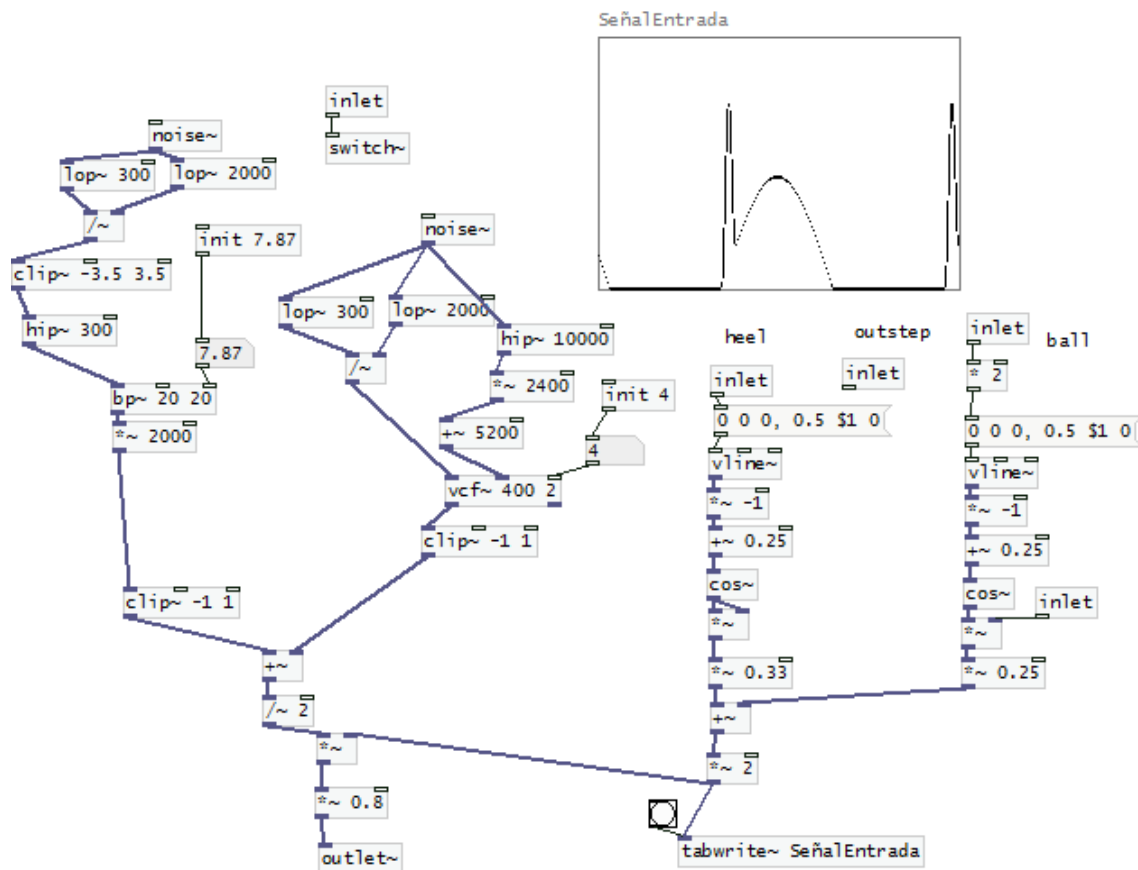 SeñalEntrada
inlet
switch~
noise~
lop~ 300
lop~ 2000
/~
init 7.87
clip~ -3.5 3.5
hip~ 300
7.87
bp~ 20 20
*~ 2000
clip~ -1 1
noise~
lop~ 300
lop~ 2000
hip~ 10000
/~
*~ 2400
init 4
+~ 5200
4
vcf~ 400 2
clip~ -1 1
+~
/~ 2
*~
*~ 0.8
outlet~
heel
inlet
0 0 0, 0.5 $1 0
vline~
*~ -1
+~ 0.25
cos~
*~
*~ 0.33
+~
*~ 2
tabwrite~ SeñalEntrada
outstep
inlet
ball
inlet
* 2
0 0 0, 0.5 $1 0
vline~
*~ -1
+~ 0.25
cos~
inlet
*~
*~ 0.25